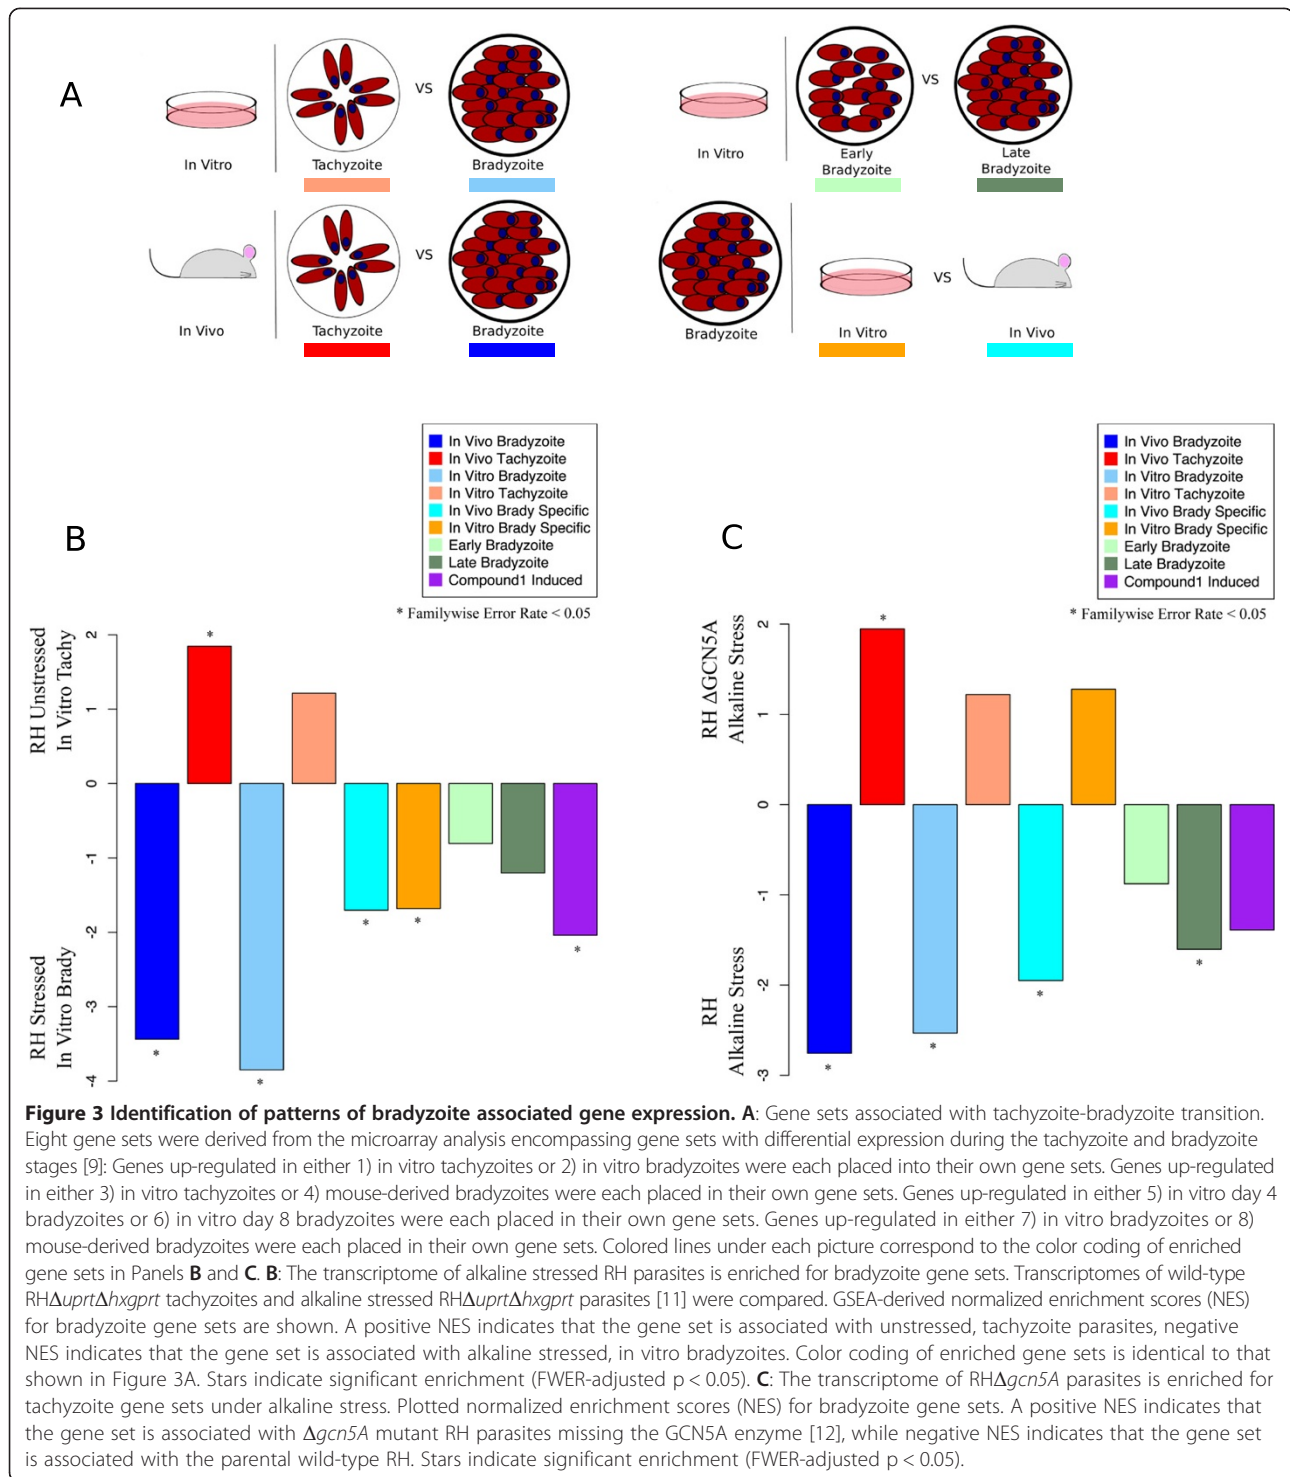 A
In Vitro
Tachyzoite
VS
Bradyzoite
In Vitro
Early
Bradyzoite
VS
Late
Bradyzoite
In Vivo
Tachyzoite
VS
Bradyzoite
Bradyzoite
In Vitro
VS
In Vivo
B
In Vivo Bradyzoite
In Vivo Tachyzoite
In Vitro Bradyzoite
In Vitro Tachyzoite
In Vivo Brady Specific
In Vitro Brady Specific
Early Bradyzoite
Late Bradyzoite
Compound1 Induced
* Familywise Error Rate < 0.05
RH Unstressed
In Vitro Tachy
RH Stressed
In Vitro Brady
2
1
0
-1
-2
-3
-4
*
*
*
*
*
*
C
In Vivo Bradyzoite
In Vivo Tachyzoite
In Vitro Bradyzoite
In Vitro Tachyzoite
In Vivo Brady Specific
In Vitro Brady Specific
Early Bradyzoite
Late Bradyzoite
Compound1 Induced
* Familywise Error Rate < 0.05
RH ΔGCN5A
Alkaline Stress
RH
Alkaline Stress
2
1
0
-1
-2
-3
*
*
*
*
*
Figure 3 Identification of patterns of bradyzoite associated gene expression. A: Gene sets associated with tachyzoite-bradyzoite transition.
Eight gene sets were derived from the microarray analysis encompassing gene sets with differential expression during the tachyzoite and bradyzoite
stages [9]: Genes up-regulated in either 1) in vitro tachyzoites or 2) in vitro bradyzoites were each placed into their own gene sets. Genes up-regulated
in either 3) in vitro tachyzoites or 4) mouse-derived bradyzoites were each placed in their own gene sets. Genes up-regulated in either 5) in vitro day 4
bradyzoites or 6) in vitro day 8 bradyzoites were each placed in their own gene sets. Genes up-regulated in either 7) in vitro bradyzoites or 8)
mouse-derived bradyzoites were each placed in their own gene sets. Colored lines under each picture correspond to the color coding of enriched
gene sets in Panels B and C. B: The transcriptome of alkaline stressed RH parasites is enriched for bradyzoite gene sets. Transcriptomes of wild-type
RHΔuprtΔhxgprt tachyzoites and alkaline stressed RHΔuprtΔhxgprt parasites [11] were compared. GSEA-derived normalized enrichment scores (NES)
for bradyzoite gene sets are shown. A positive NES indicates that the gene set is associated with unstressed, tachyzoite parasites, negative
NES indicates that the gene set is associated with alkaline stressed, in vitro bradyzoites. Color coding of enriched gene sets is identical to that
shown in Figure 3A. Stars indicate significant enrichment (FWER-adjusted p < 0.05). C: The transcriptome of RHΔgcn5A parasites is enriched for
tachyzoite gene sets under alkaline stress. Plotted normalized enrichment scores (NES) for bradyzoite gene sets. A positive NES indicates that
the gene set is associated with Δgcn5A mutant RH parasites missing the GCN5A enzyme [12], while negative NES indicates that the gene set
is associated with the parental wild-type RH. Stars indicate significant enrichment (FWER-adjusted p < 0.05).